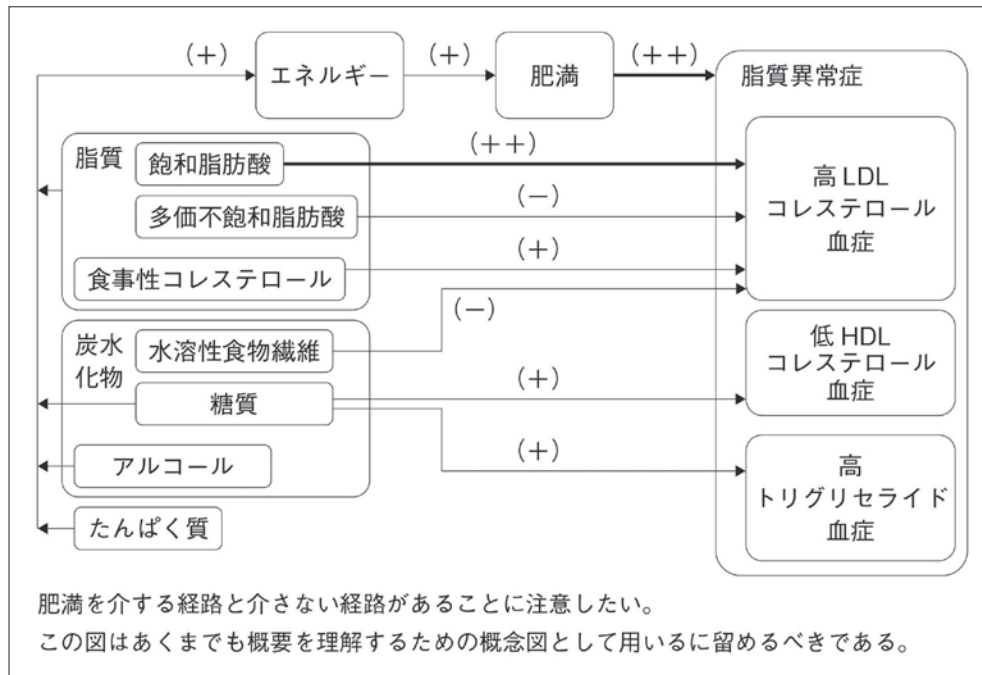 (+)
エネルギー
(+)
肥満
(++)
脂質異常症
脂質
飽和脂肪酸
(++)
高 LDL
コレステロール
血症
多価不飽和脂肪酸
(−)
食事性コレステロール
(+)
(−)
炭水
化物
水溶性食物繊維
低 HDL
コレステロール
血症
糖質
(+)
(+)
アルコール
高
トリグリセライド
血症
たんぱく質
肥満を介する経路と介さない経路があることに注意したい。
この図はあくまでも概要を理解するための概念図として用いるに留めるべきである。